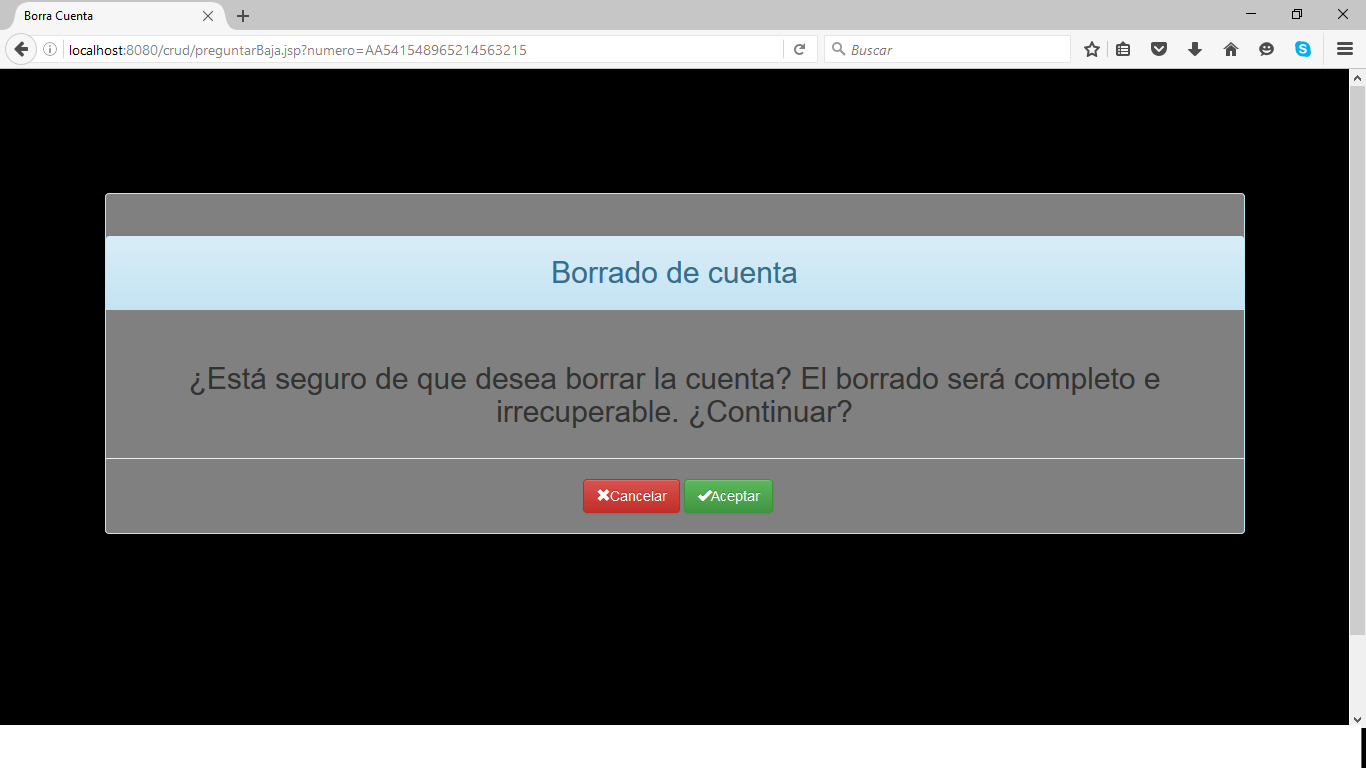 Borra Cuenta
localhost:8080/crud/preguntarBaja.jsp?numero=AA541548965214563215
Buscar
Borrado de cuenta
¿Está seguro de que desea borrar la cuenta? El borrado será completo e
irrecuperable. ¿Continuar?
Cancelar Aceptar